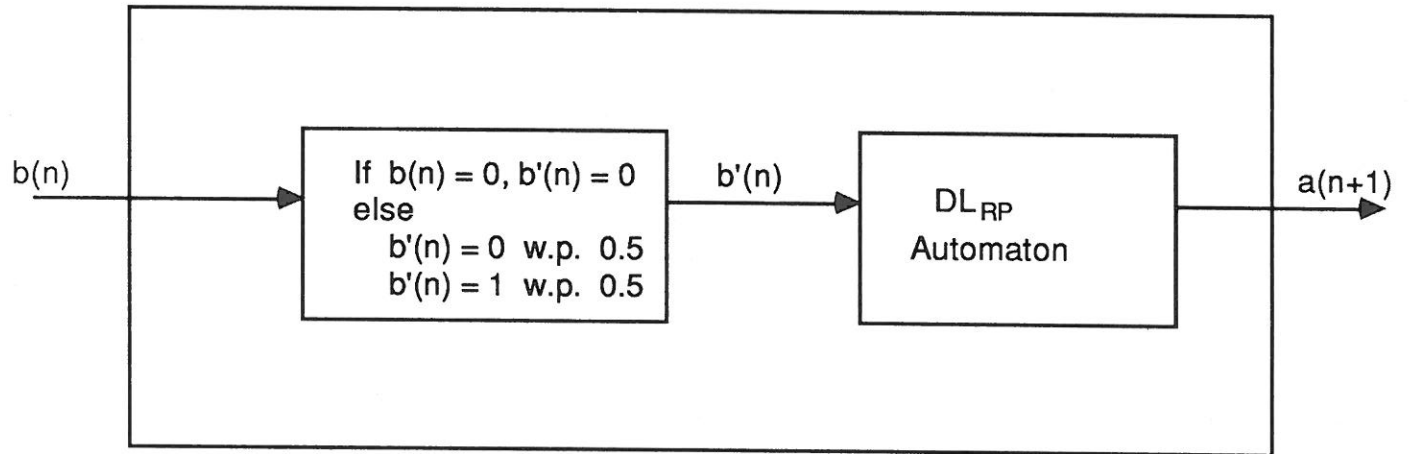 b(n)
If b(n) = 0, b'(n) = 0
else
b'(n) = 0 w.p. 0.5
b'(n) = 1 w.p. 0.5
b'(n)
DL_RP
Automaton
a(n+1)